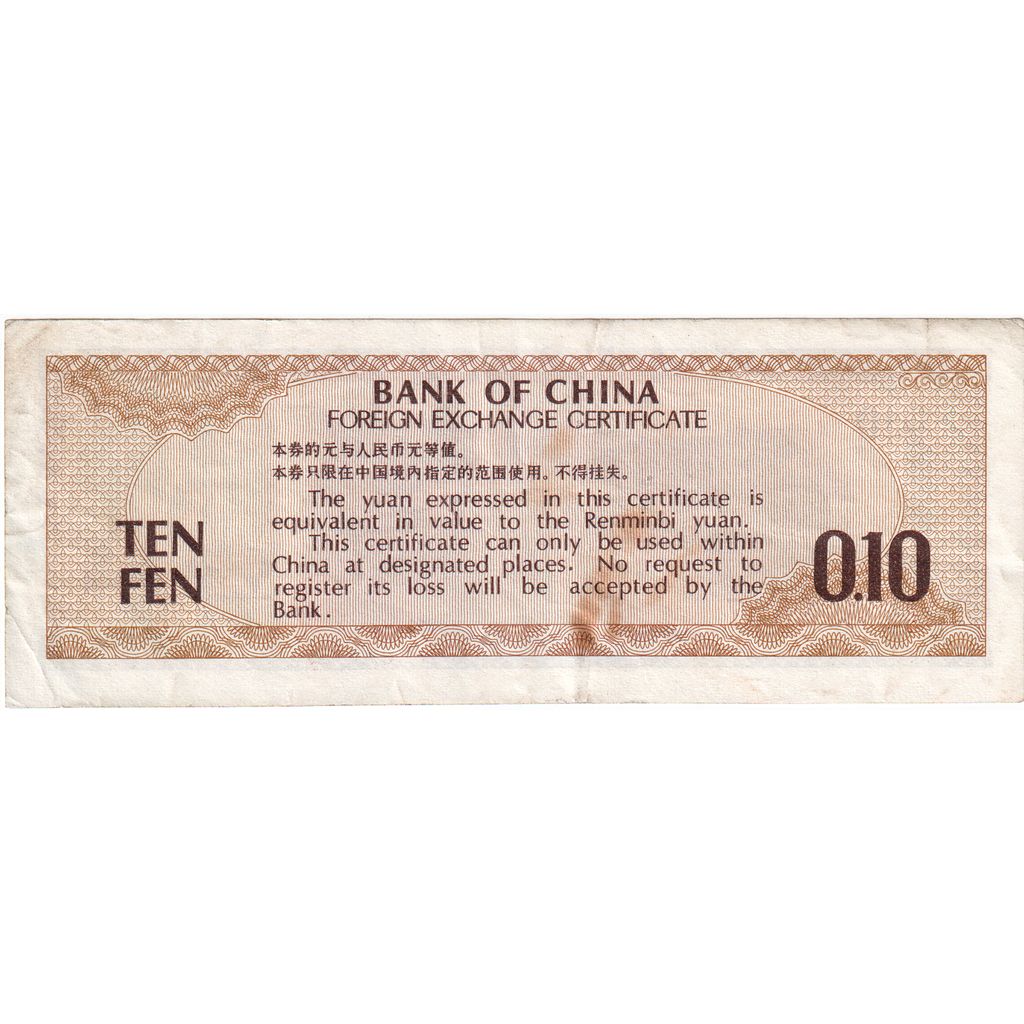 BANK OF CHINA
FOREIGN EXCHANGE CERTIFICATE
本券的元与人民币元等值。
本券只限在中国境内指定的范围使用。不得挂失。
The yuan expressed in this certificate is
equivalent in value to the Renminbi yuan.
This certificate can only be used within
China at designated places. No request to
register its loss will be accepted by the
Bank.
TEN
FEN
0.10